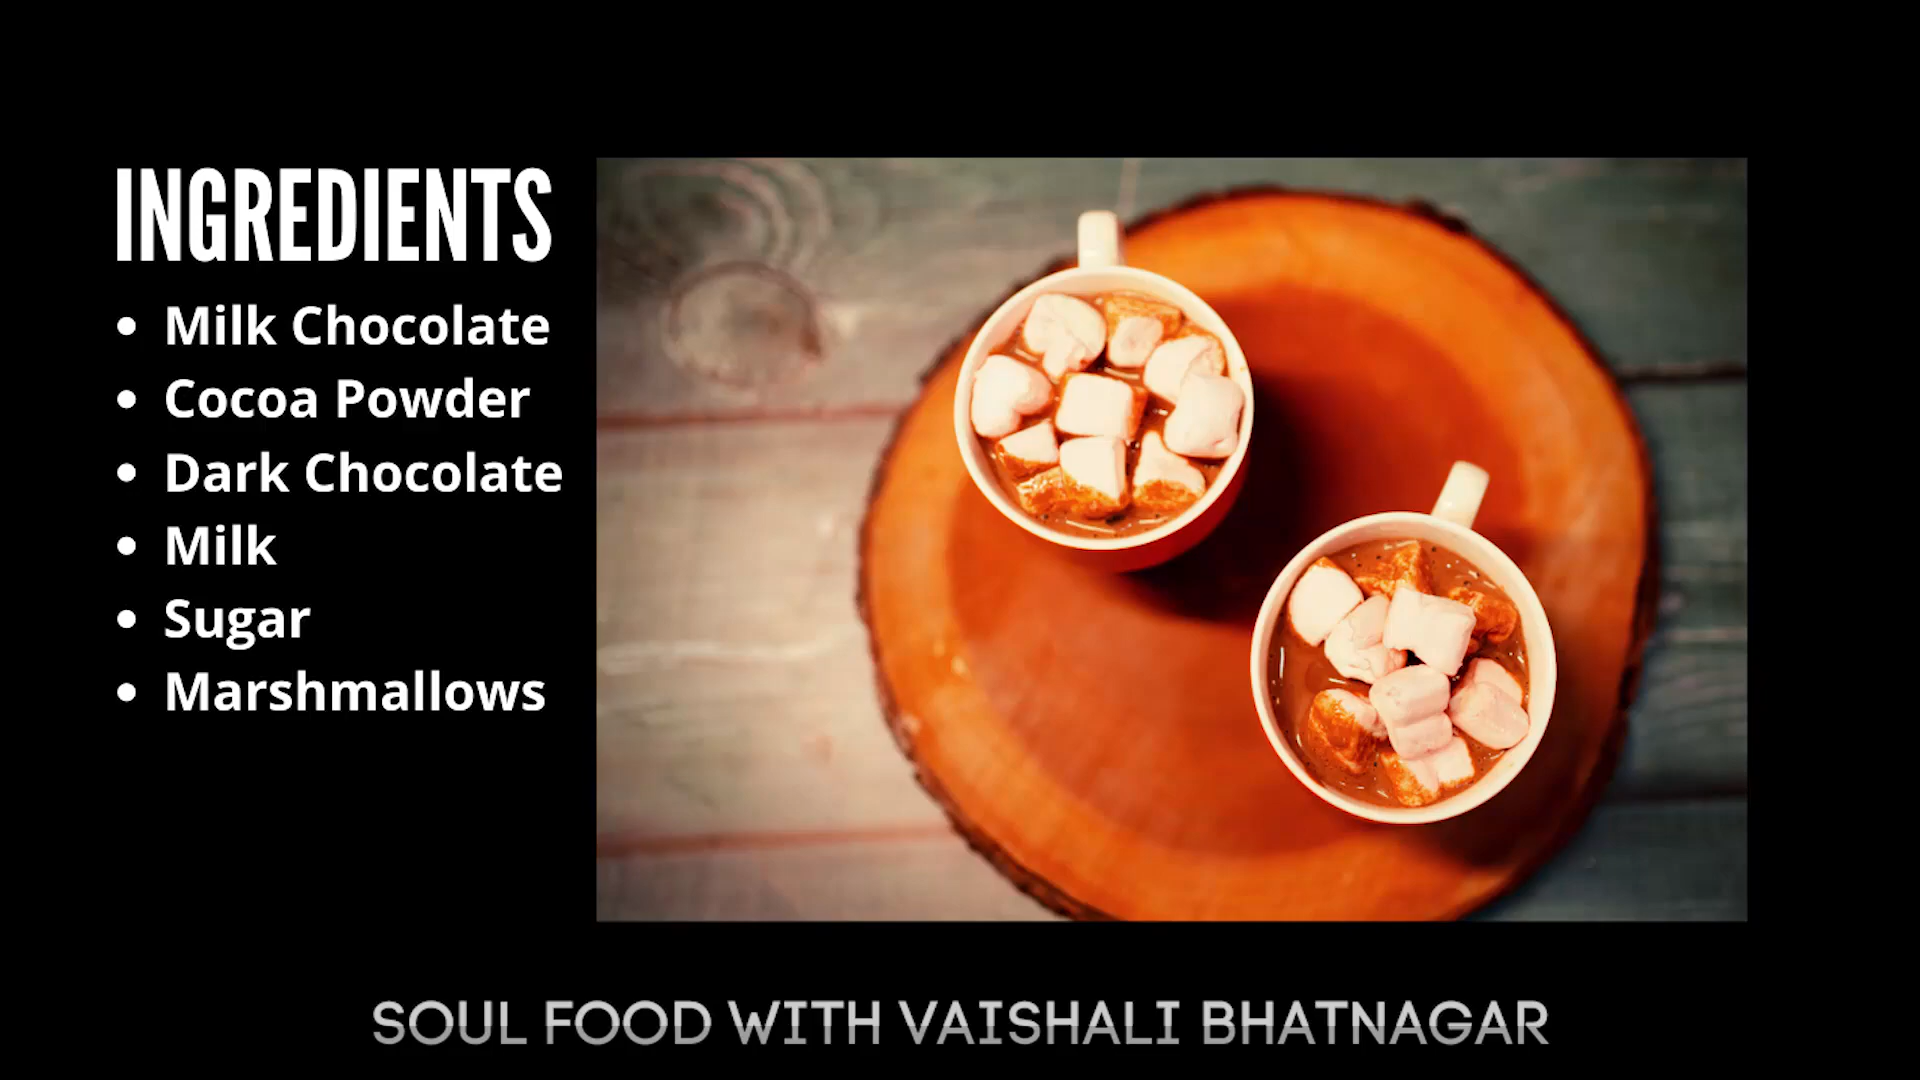 INGREDIENTS
• Milk Chocolate
• Cocoa Powder
• Dark Chocolate
• Milk
• Sugar
• Marshmallows
SOUL FOOD WITH VAISHALI BHATNAGAR